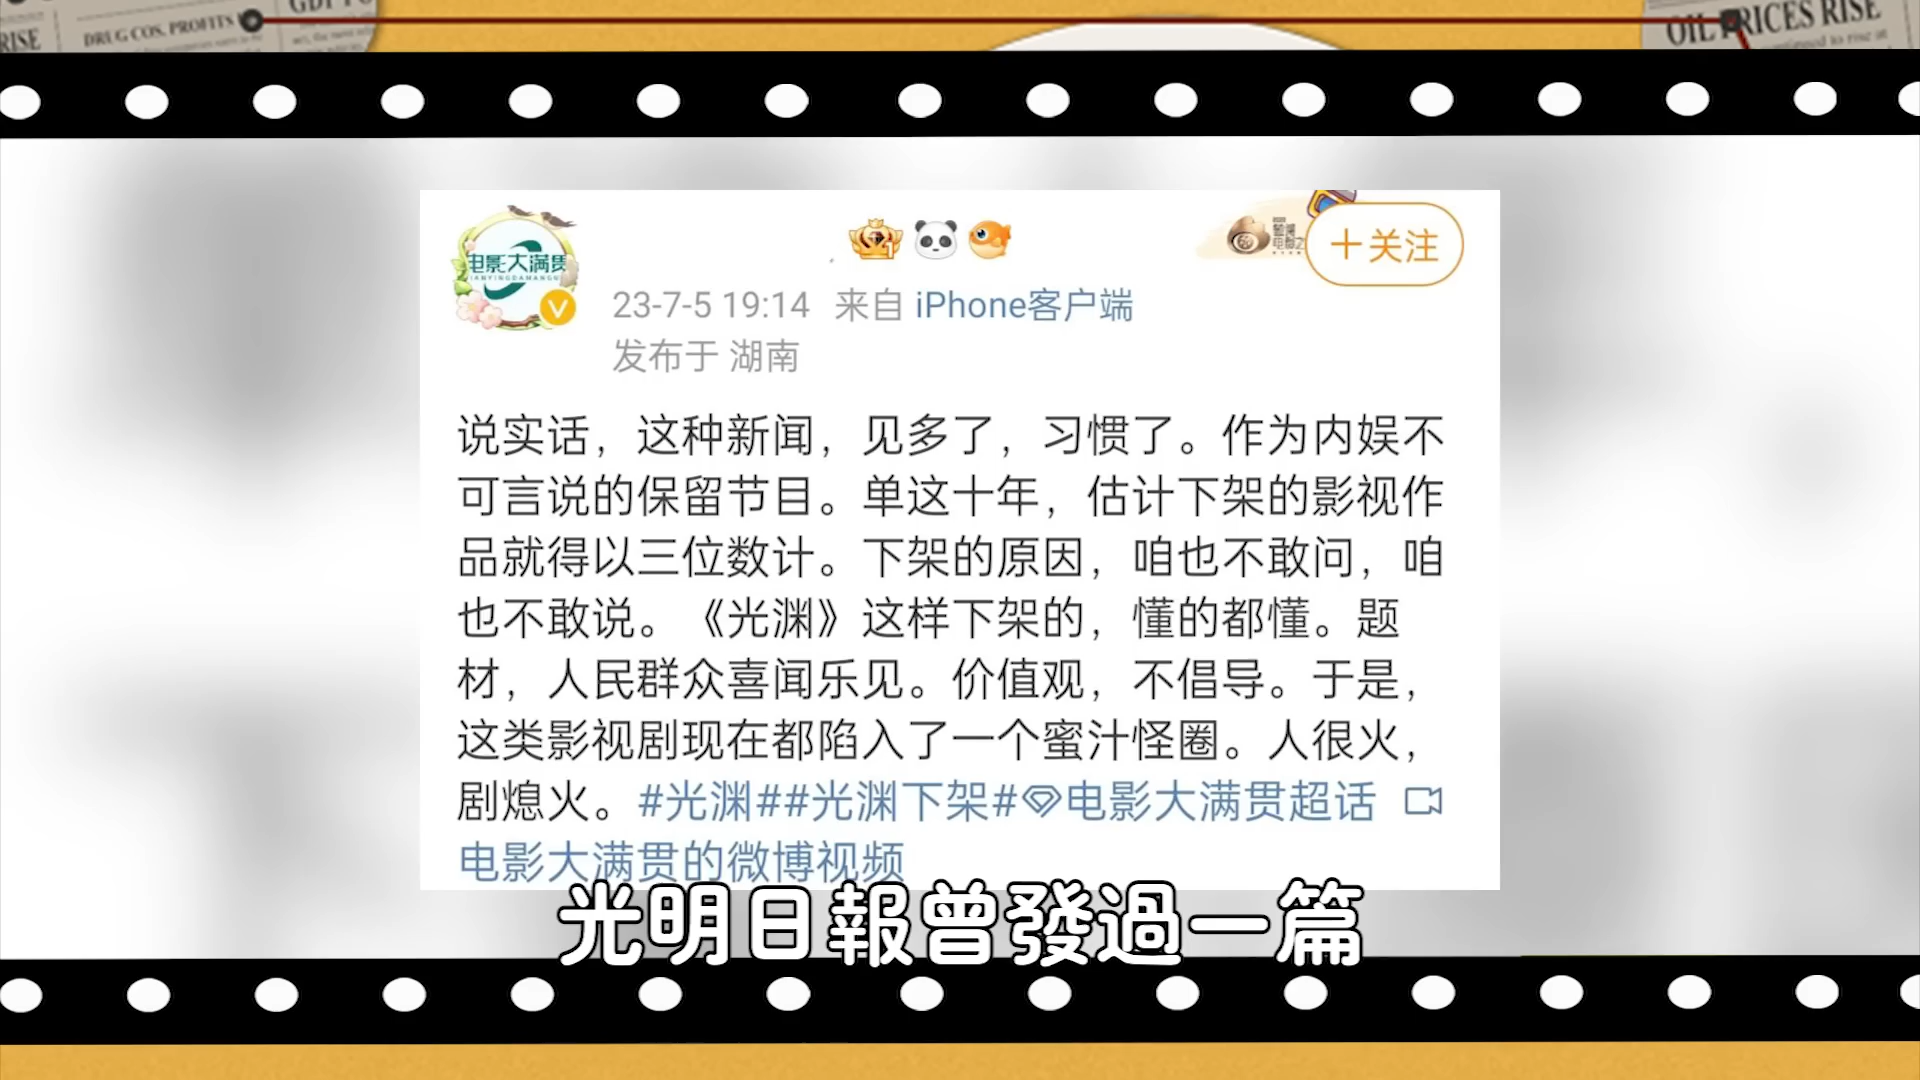 DRUG COS. PROFITS
RISE
OIL PRICES RISE
continued to rise at
电影大满贯
+关注
23-7-5 19:14 来自 iPhone客户端
发布于 湖南
说实话，这种新闻，见多了，习惯了。作为内娱不
可言说的保留节目。单这十年，估计下架的影视作
品就得以三位数计。下架的原因，咱也不敢问，咱
也不敢说。《光渊》这样下架的，懂的都懂。题
材，人民群众喜闻乐见。价值观，不倡导。于是，
这类影视剧现在都陷入了一个蜜汁怪圈。人很火，
剧熄火。#光渊##光渊下架#电影大满贯超话
电影大满贯的微博视频
光明日報曾發過一篇